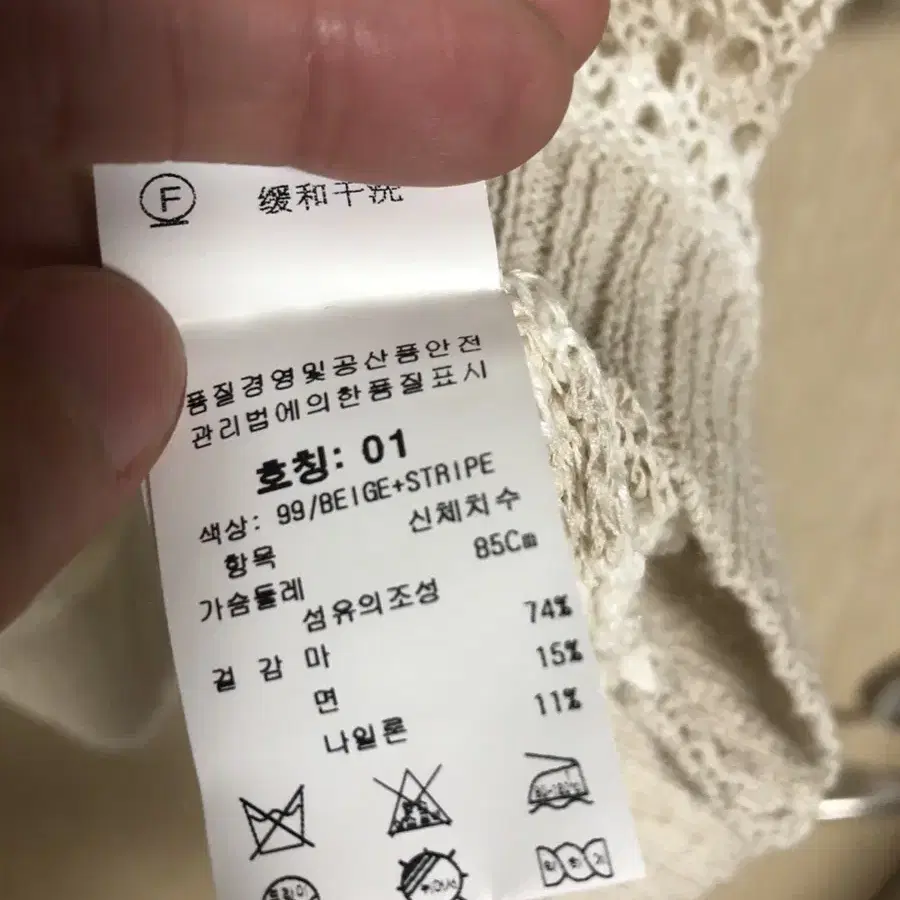 F 缓和干洗
품질경영및공산품안전
관리법에의한품질표시
호칭: 01
색상: 99/BEIGE+STRIPE
항목 신체치수
가슴둘레 85Cm
섬유의조성
겉 감 마 74%
면 15%
나일론 11%